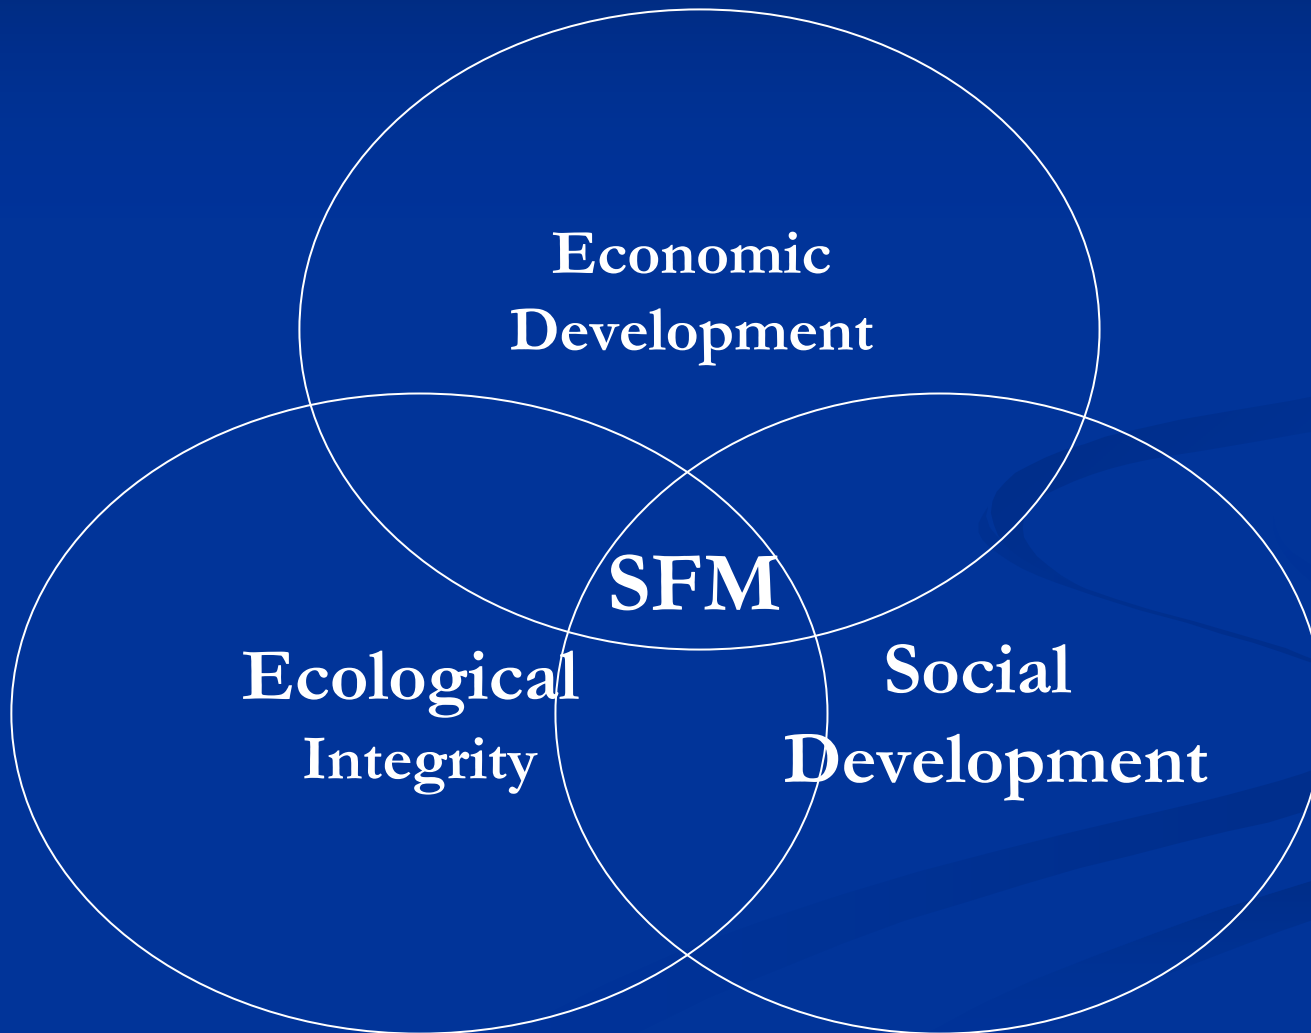 Economic
Development
SFM
Ecological
Integrity
Social
Development